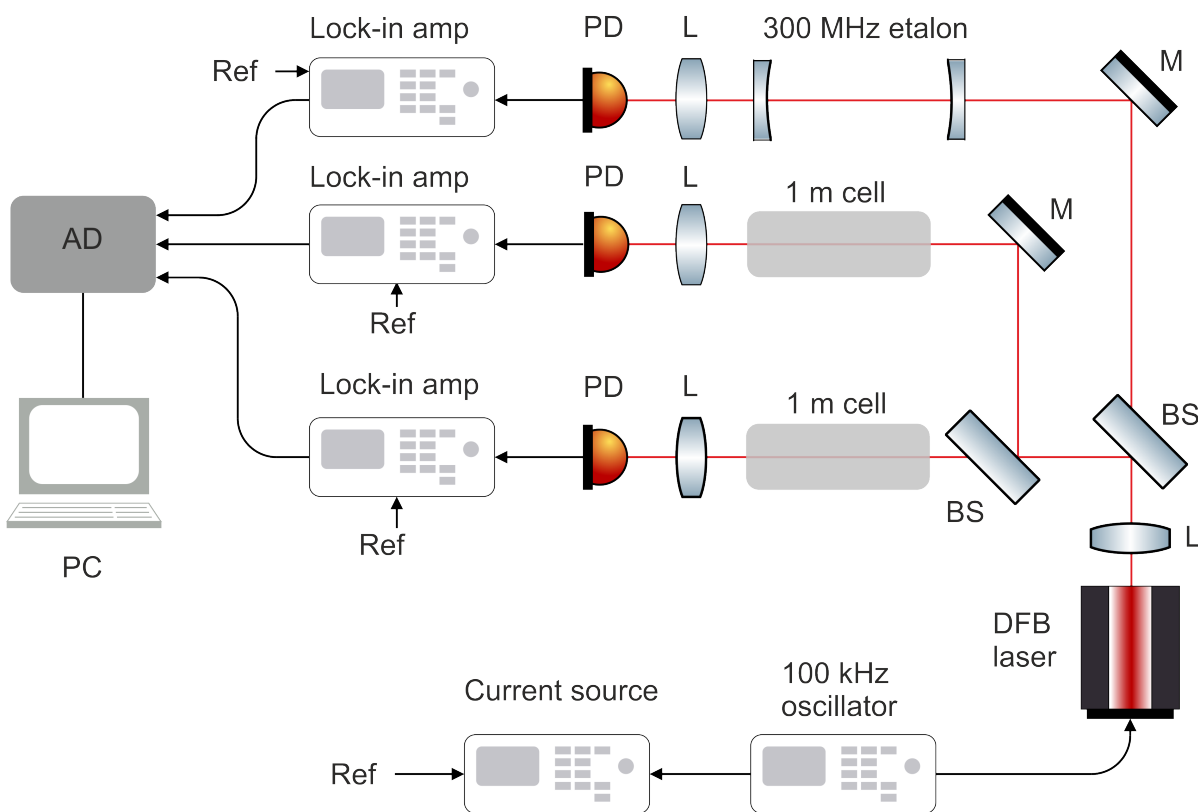 Lock-in amp
PD
L
300 MHz etalon
M
Ref
Lock-in amp
PD
L
1 m cell
M
AD
Ref
Lock-in amp
PD
L
1 m cell
BS
BS
Ref
PC
L
DFB
laser
Current source
100 kHz
oscillator
Ref